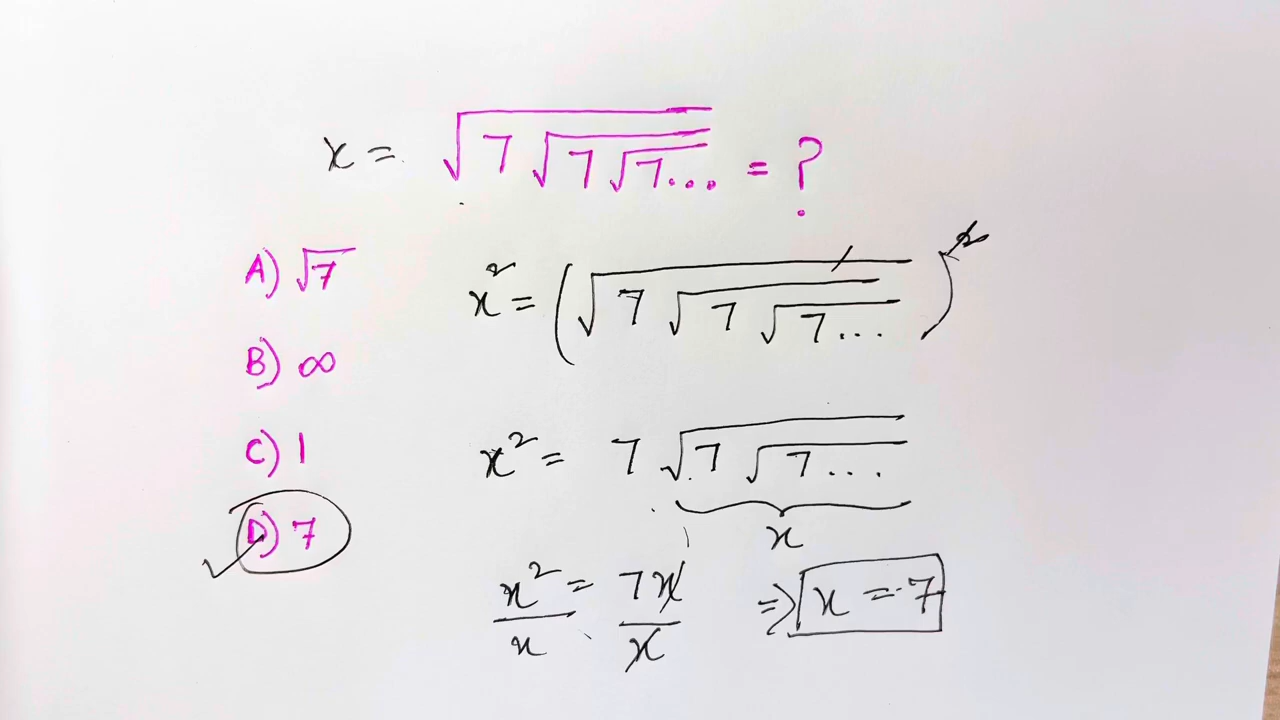 x = √(7√(7√(7...))) = ?
A) √7
x² = (√(7√(7√(7...))))²
B) ∞
C) 1
x² = 7√(7√(7...))
x
D) 7
x²/x = 7x/x ⇒ x = 7